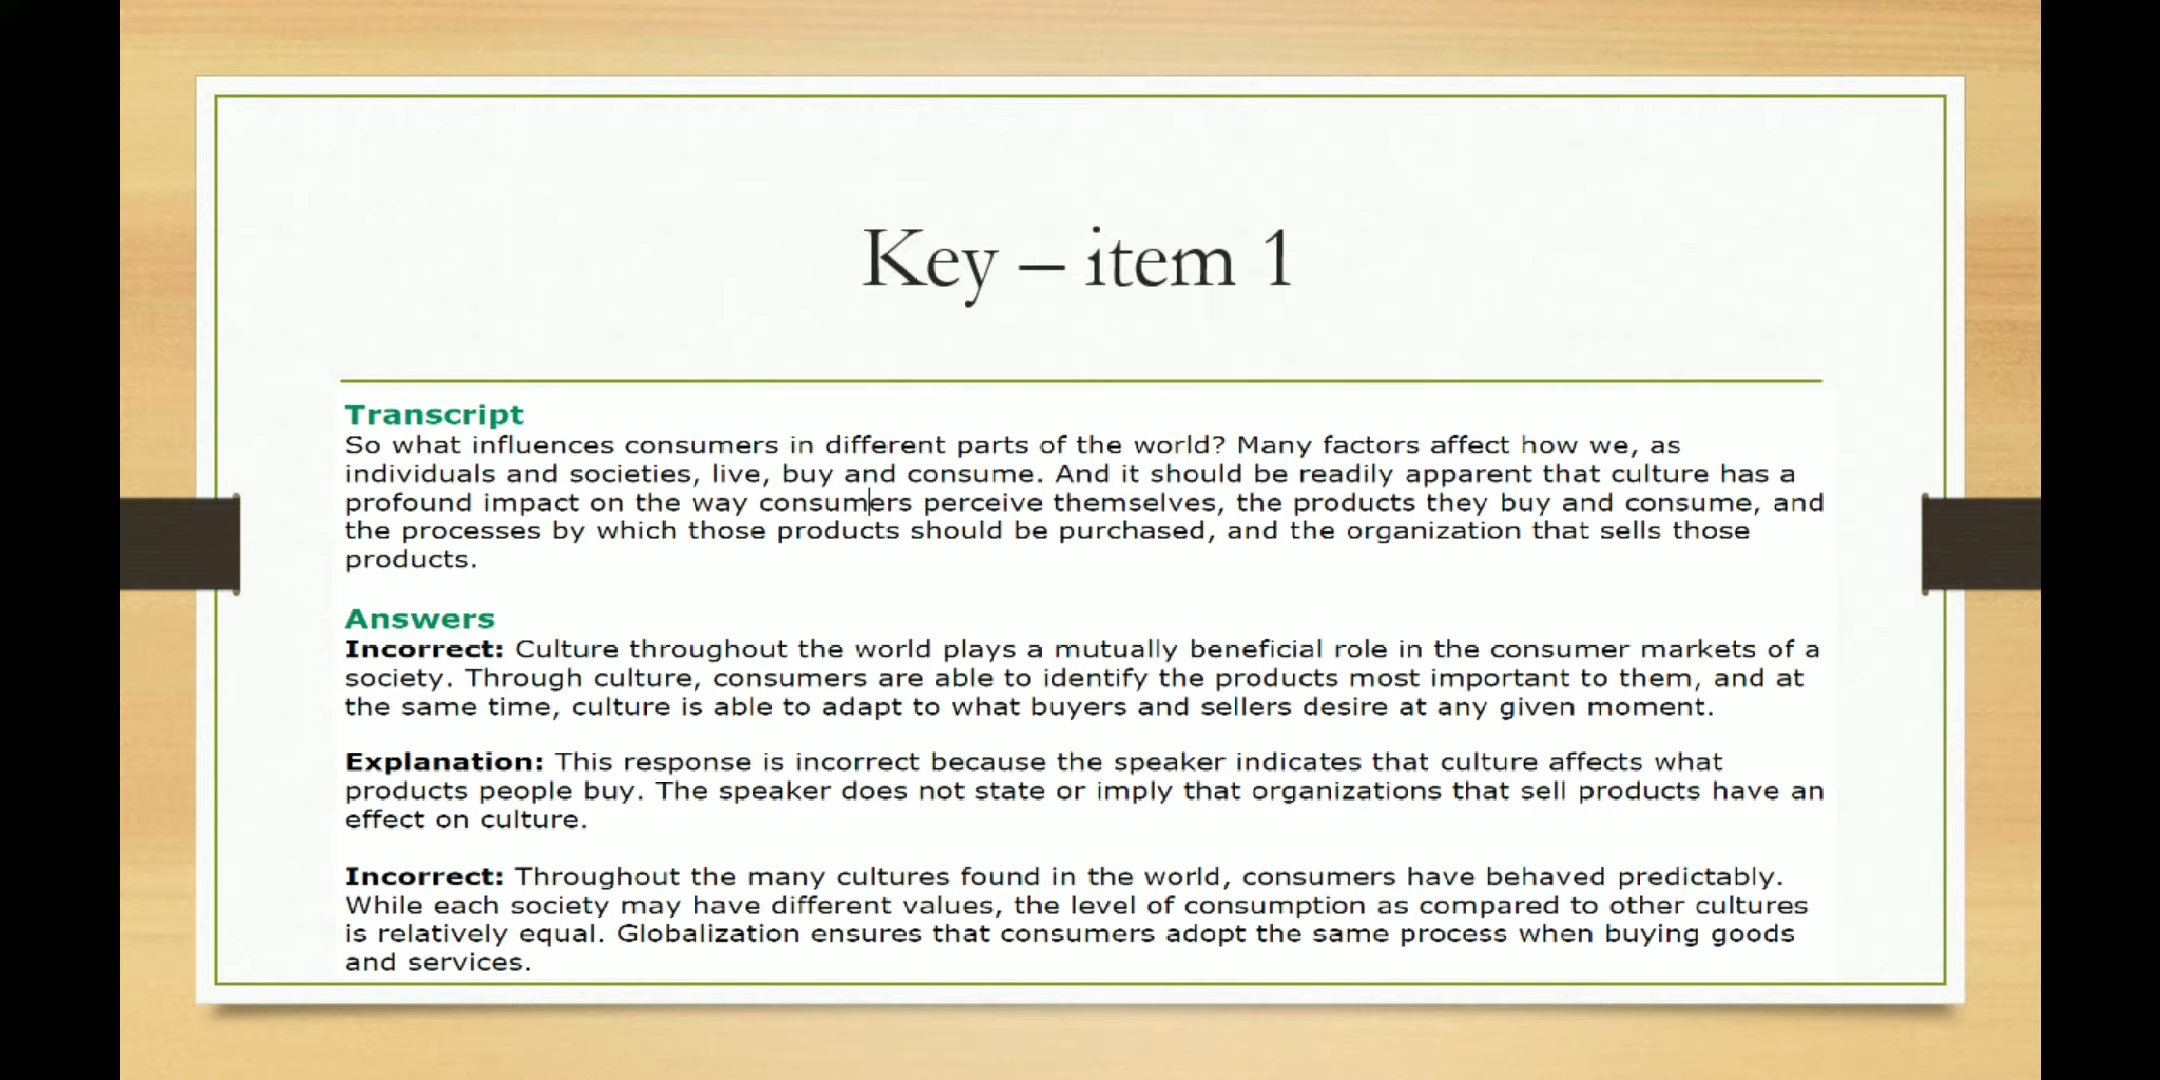 Key – item 1
Transcript
So what influences consumers in different parts of the world? Many factors affect how we, as
individuals and societies, live, buy and consume. And it should be readily apparent that culture has a
profound impact on the way consumers perceive themselves, the products they buy and consume, and
the processes by which those products should be purchased, and the organization that sells those
products.
Answers
Incorrect: Culture throughout the world plays a mutually beneficial role in the consumer markets of a
society. Through culture, consumers are able to identify the products most important to them, and at
the same time, culture is able to adapt to what buyers and sellers desire at any given moment.
Explanation: This response is incorrect because the speaker indicates that culture affects what
products people buy. The speaker does not state or imply that organizations that sell products have an
effect on culture.
Incorrect: Throughout the many cultures found in the world, consumers have behaved predictably.
While each society may have different values, the level of consumption as compared to other cultures
is relatively equal. Globalization ensures that consumers adopt the same process when buying goods
and services.